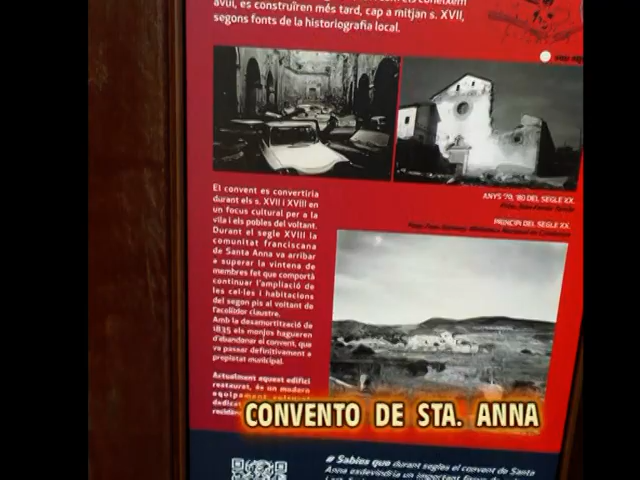 avui, es construïren més tard, cap a mitjan s. XVII,
segons fonts de la historiografia local.
El convent es convertiria
durant els s. XVII i XVIII en
un focus cultural per a la
vila i els pobles del voltant.
Durant el segle XVIII la
comunitat franciscana
de Santa Anna va arribar
a superar la vintena de
membres fet que comportà
continuar l'ampliació de
les cel·les i habitacions
del segon pis al voltant de
l'acollidor claustre.
Amb la desamortització de
1835 els monjos hagueren
d'abandonar el convent, que
va passar definitivament a
propietat municipal.
Actualment aquest edifici
restaurat, és un modern
equipament cultural
dedicat
ANYS '70, '80 DEL SEGLE XX.
PRINCIPI DEL SEGLE XX.
CONVENTO DE STA. ANNA
# Sabies que durant segles el convent de Santa
Anna esdevindria un important